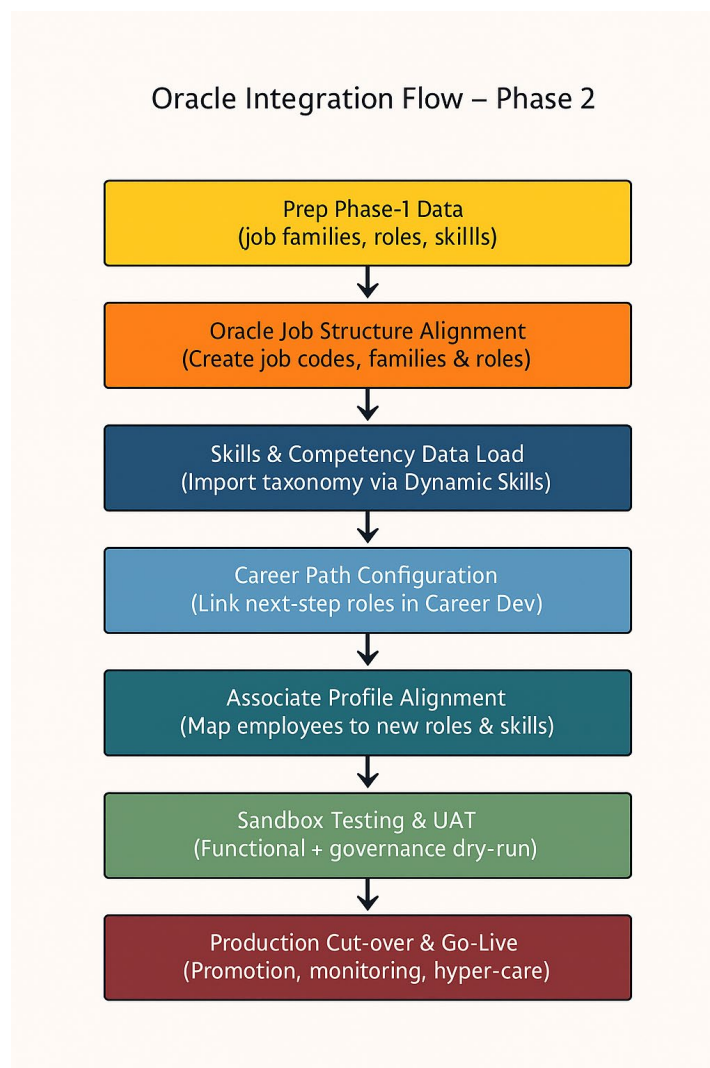 Oracle Integration Flow – Phase 2
Prep Phase-1 Data
(job families, roles, skillls)
Oracle Job Structure Alignment
(Create job codes, families & roles)
Skills & Competency Data Load
(Import taxonomy via Dynamic Skills)
Career Path Configuration
(Link next-step roles in Career Dev)
Associate Profile Alignment
(Map employees to new roles & skills)
Sandbox Testing & UAT
(Functional + governance dry-run)
Production Cut-over & Go-Live
(Promotion, monitoring, hyper-care)